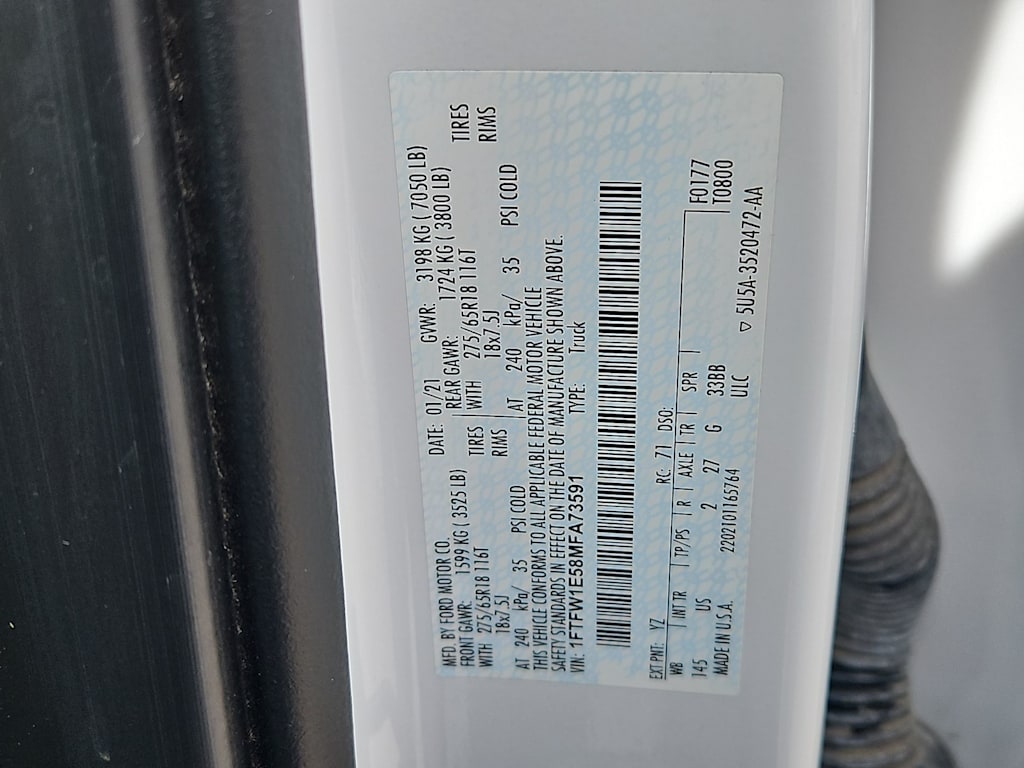 MFD. BY FORD MOTOR CO. DATE: 01/21 GVWR: 3198 KG ( 7050 LB)
FRONT GAWR: 1599 KG ( 3525 LB) REAR GAWR: 1724 KG ( 3800 LB)
WITH 275/65R18 116T TIRES WITH 275/65R18 116T TIRES
18x7.5J RIMS 18x7.5J RIMS
AT 240 kPa/ 35 PSI COLD AT 240 kPa/ 35 PSI COLD
THIS VEHICLE CONFORMS TO ALL APPLICABLE FEDERAL MOTOR VEHICLE
SAFETY STANDARDS IN EFFECT ON THE DATE OF MANUFACTURE SHOWN ABOVE.
VIN: 1FTFW1E58MFA73591 TYPE: Truck
EXT PNT: YZ RC: 71 DSO: F0177
WB INT TR TP/PS R AXLE TR SPR T0800
145 US 2 27 G 33BB
MADE IN U.S.A. 2202101165764 ULC
▽ 5U5A-3520472-AA